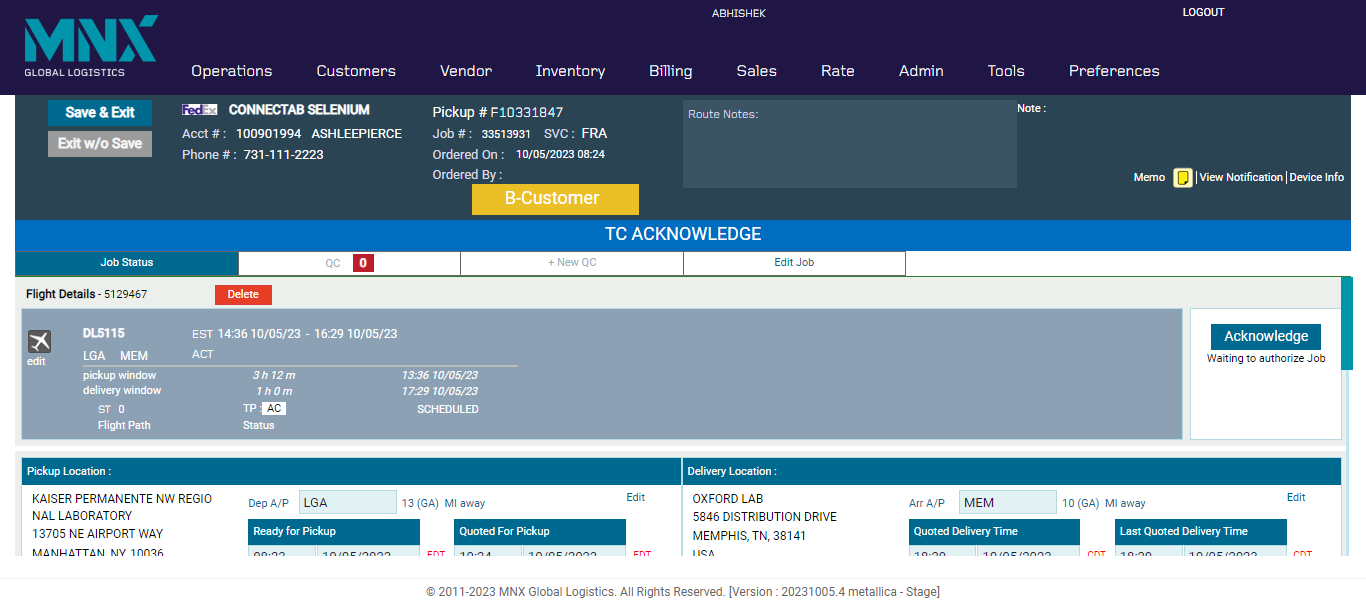 ABHISHEK
LOGOUT
MNX
GLOBAL LOGISTICS
Operations Customers Vendor Inventory Billing Sales Rate Admin Tools Preferences
Save & Exit
Exit w/o Save
FedEx CONNECTAB SELENIUM
Acct # : 100901994 ASHLEEPIERCE
Phone # : 731-111-2223
Pickup # F10331847
Job # : 33513931 SVC : FRA
Ordered On : 10/05/2023 08:24
Ordered By :
B-Customer
Route Notes:
Note :
Memo | View Notification | Device Info
TC ACKNOWLEDGE
Job Status QC 0 + New QC Edit Job
Flight Details - 5129467 Delete
edit
DL5115 EST 14:36 10/05/23 - 16:29 10/05/23
LGA MEM ACT
pickup window 3 h 12 m 13:36 10/05/23
delivery window 1 h 0 m 17:29 10/05/23
ST 0 TP : AC SCHEDULED
Flight Path Status
Acknowledge
Waiting to authorize Job
Pickup Location :
KAISER PERMANENTE NW REGIO
NAL LABORATORY
13705 NE AIRPORT WAY
MANHATTAN, NY, 10036
Dep A/P LGA 13 (GA) MI away Edit
Ready for Pickup Quoted For Pickup
10/05/2023 EDT 10/05/2023 EDT
Delivery Location :
OXFORD LAB
5846 DISTRIBUTION DRIVE
MEMPHIS, TN, 38141
USA
Arr A/P MEM 10 (GA) MI away Edit
Quoted Delivery Time Last Quoted Delivery Time
10/05/2023 CDT 10/05/2023 CDT
© 2011-2023 MNX Global Logistics. All Rights Reserved. [Version : 20231005.4 metallica - Stage]